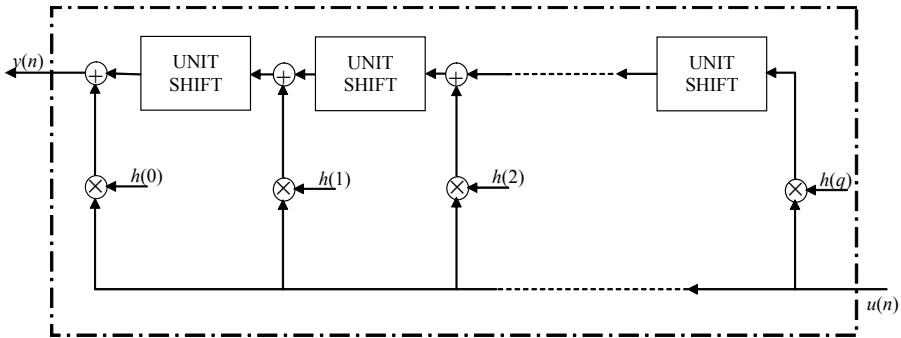 y(n)
UNIT
SHIFT
UNIT
SHIFT
UNIT
SHIFT
h(0)
h(1)
h(2)
h(q)
u(n)